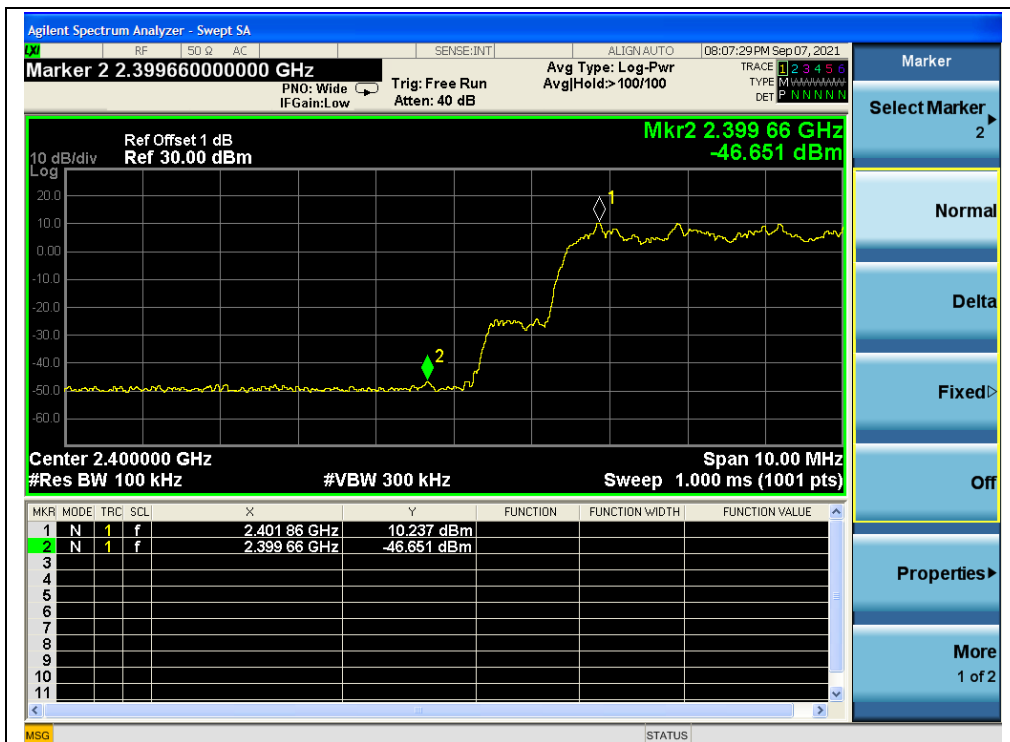 Agilent Spectrum Analyzer - Swept SA
LXI RF 50 Ω AC SENSE:INT ALIGN AUTO 08:07:29 PM Sep 07, 2021
Marker 2 2.399660000000 GHz
PNO: Wide
IFGain:Low
Trig: Free Run
Atten: 40 dB
Avg Type: Log-Pwr
Avg|Hold:> 100/100
TRACE 1 2 3 4 5 6
TYPE M
DET P N N N N N
Mkr2 2.399 66 GHz
-46.651 dBm
Ref Offset 1 dB
10 dB/div Ref 30.00 dBm
Log
20.0
10.0
0.00
-10.0
-20.0
-30.0
-40.0
-50.0
-60.0
1
2
Center 2.400000 GHz Span 10.00 MHz
#Res BW 100 kHz #VBW 300 kHz Sweep 1.000 ms (1001 pts)
MKR MODE TRC SCL X Y FUNCTION FUNCTION WIDTH FUNCTION VALUE
1 N 1 f 2.401 86 GHz 10.237 dBm
2 N 1 f 2.399 66 GHz -46.651 dBm
3
4
5
6
7
8
9
10
11
MSG STATUS
Marker
Select Marker
2
Normal
Delta
Fixed
Off
Properties
More
1 of 2